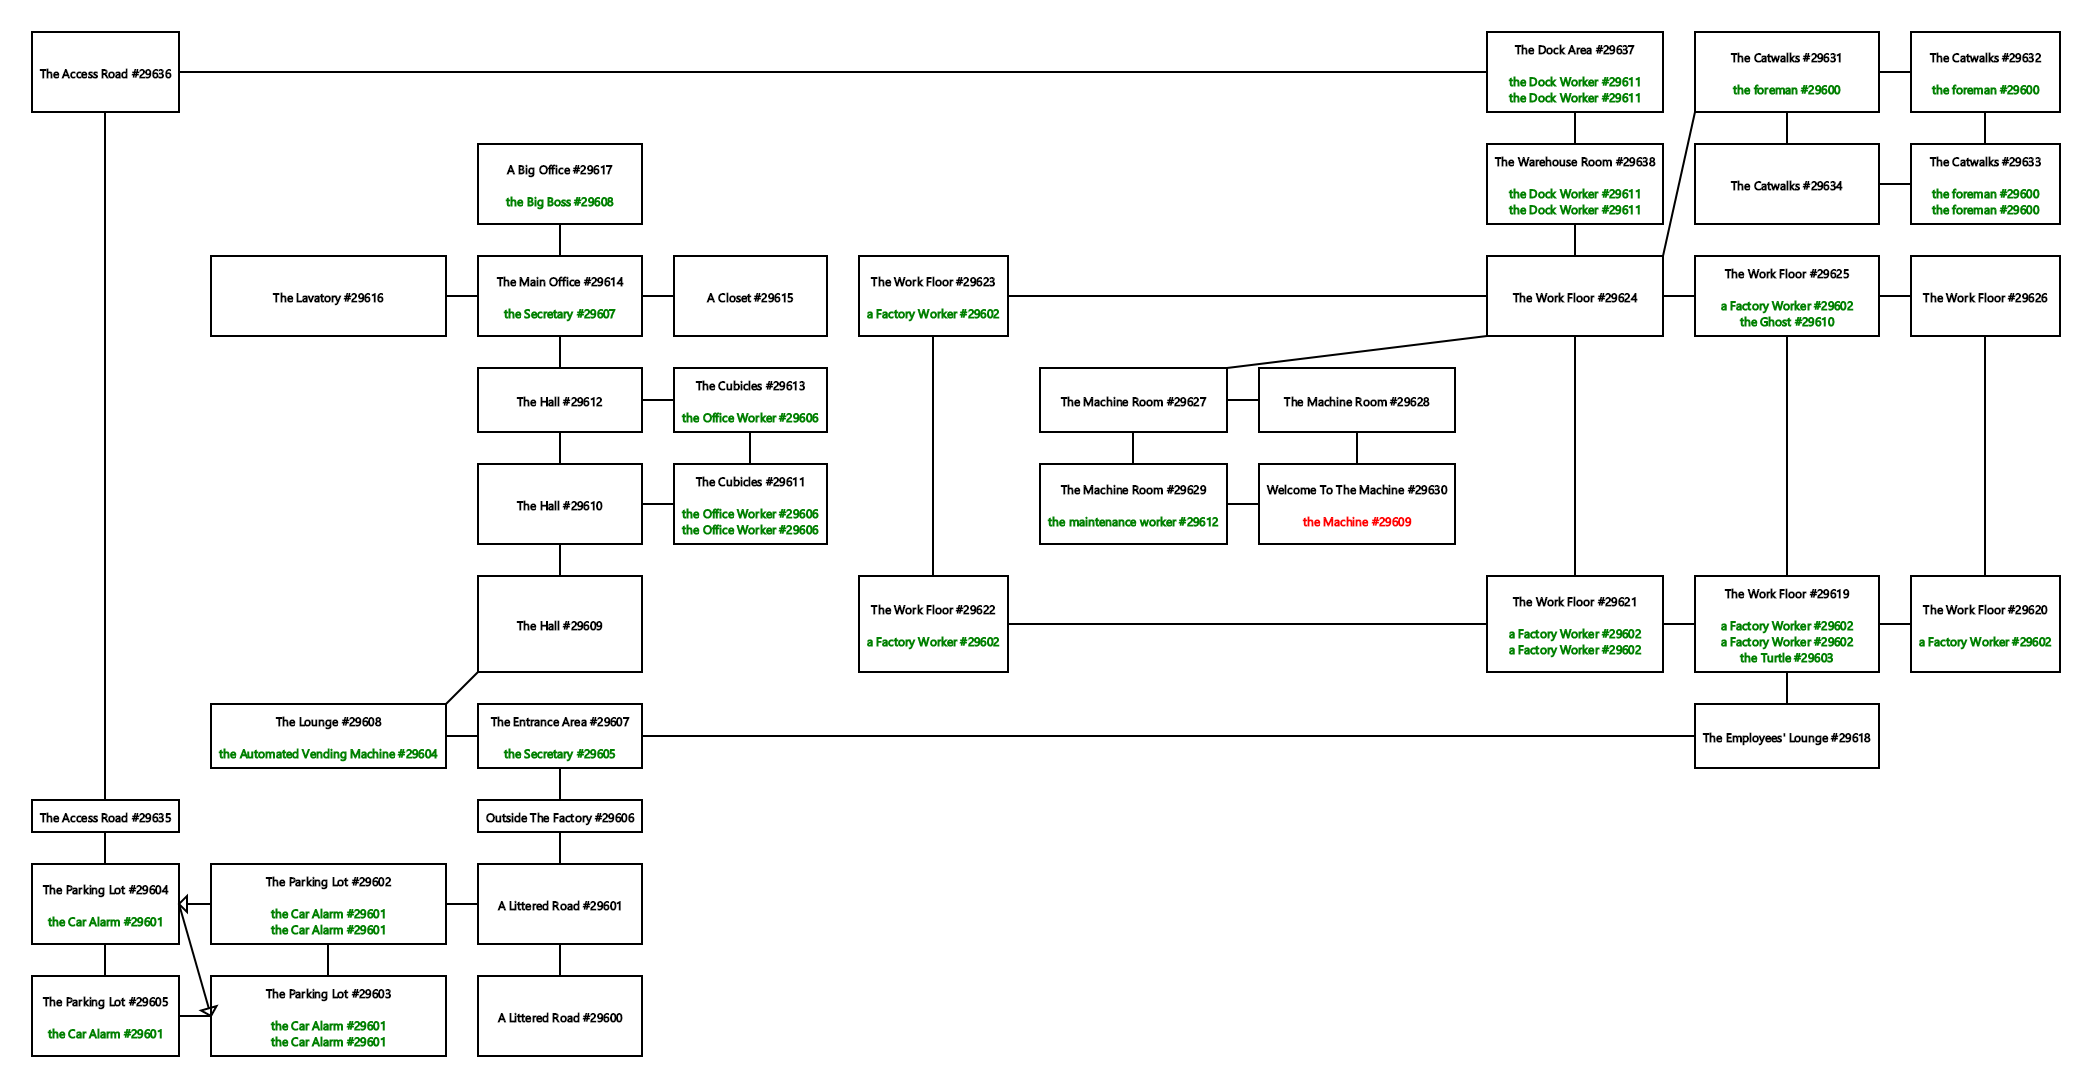 The Access Road #29636
The Dock Area #29637
the Dock Worker #29611
the Dock Worker #29611
The Catwalks #29631
the foreman #29600
The Catwalks #29632
the foreman #29600
A Big Office #29617
the Big Boss #29608
The Warehouse Room #29638
the Dock Worker #29611
the Dock Worker #29611
The Catwalks #29634
The Catwalks #29633
the foreman #29600
the foreman #29600
The Lavatory #29616
The Main Office #29614
the Secretary #29607
A Closet #29615
The Work Floor #29623
a Factory Worker #29602
The Work Floor #29624
The Work Floor #29625
a Factory Worker #29602
the Ghost #29610
The Work Floor #29626
The Hall #29612
The Cubicles #29613
the Office Worker #29606
The Machine Room #29627
The Machine Room #29628
The Hall #29610
The Cubicles #29611
the Office Worker #29606
the Office Worker #29606
The Machine Room #29629
the maintenance worker #29612
Welcome To The Machine #29630
the Machine #29609
The Hall #29609
The Work Floor #29622
a Factory Worker #29602
The Work Floor #29621
a Factory Worker #29602
a Factory Worker #29602
The Work Floor #29619
a Factory Worker #29602
a Factory Worker #29602
the Turtle #29603
The Work Floor #29620
a Factory Worker #29602
The Lounge #29608
the Automated Vending Machine #29604
The Entrance Area #29607
the Secretary #29605
The Employees' Lounge #29618
The Access Road #29635
Outside The Factory #29606
The Parking Lot #29604
the Car Alarm #29601
The Parking Lot #29602
the Car Alarm #29601
the Car Alarm #29601
A Littered Road #29601
The Parking Lot #29605
the Car Alarm #29601
The Parking Lot #29603
the Car Alarm #29601
the Car Alarm #29601
A Littered Road #29600